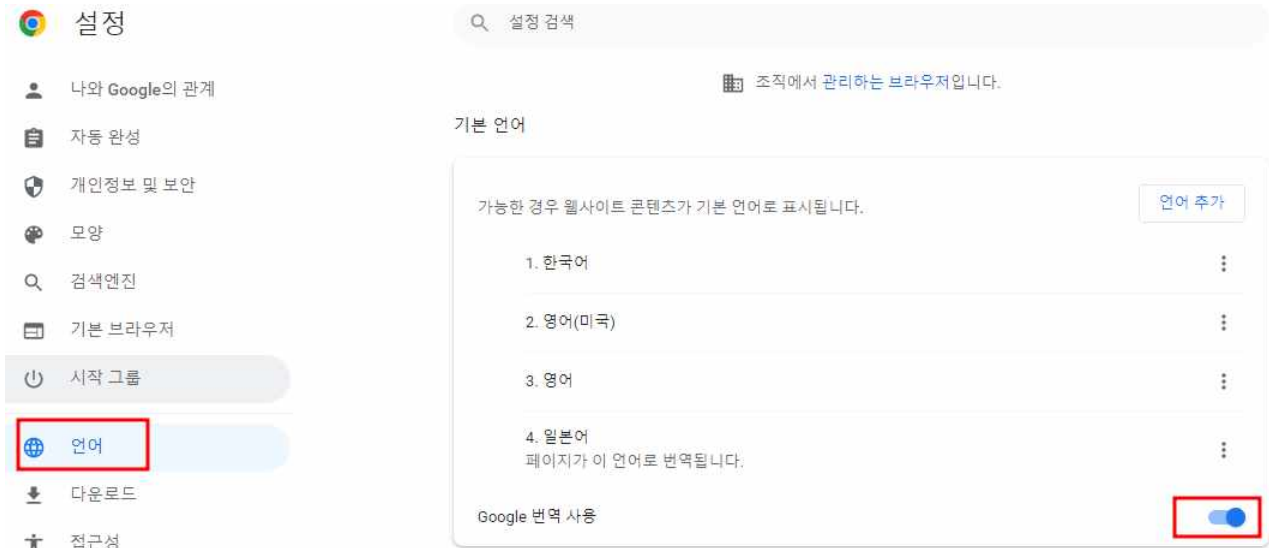 설정
설정 검색
나와 Google의 관계
자동 완성
개인정보 및 보안
모양
검색엔진
기본 브라우저
시작 그룹
언어
다운로드
접근성
조직에서 관리하는 브라우저입니다.
기본 언어
가능한 경우 웹사이트 콘텐츠가 기본 언어로 표시됩니다.
언어 추가
1. 한국어
2. 영어(미국)
3. 영어
4. 일본어
페이지가 이 언어로 번역됩니다.
Google 번역 사용